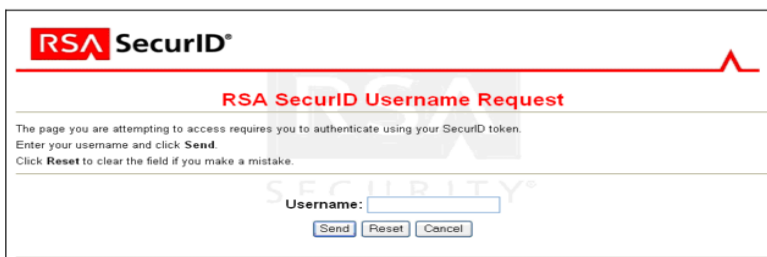 RSA SecurID®
RSA SecurID Username Request
The page you are attempting to access requires you to authenticate using your SecurID token.
Enter your username and click Send.
Click Reset to clear the field if you make a mistake.
RSA
SECURITY®
Username:
Send Reset Cancel